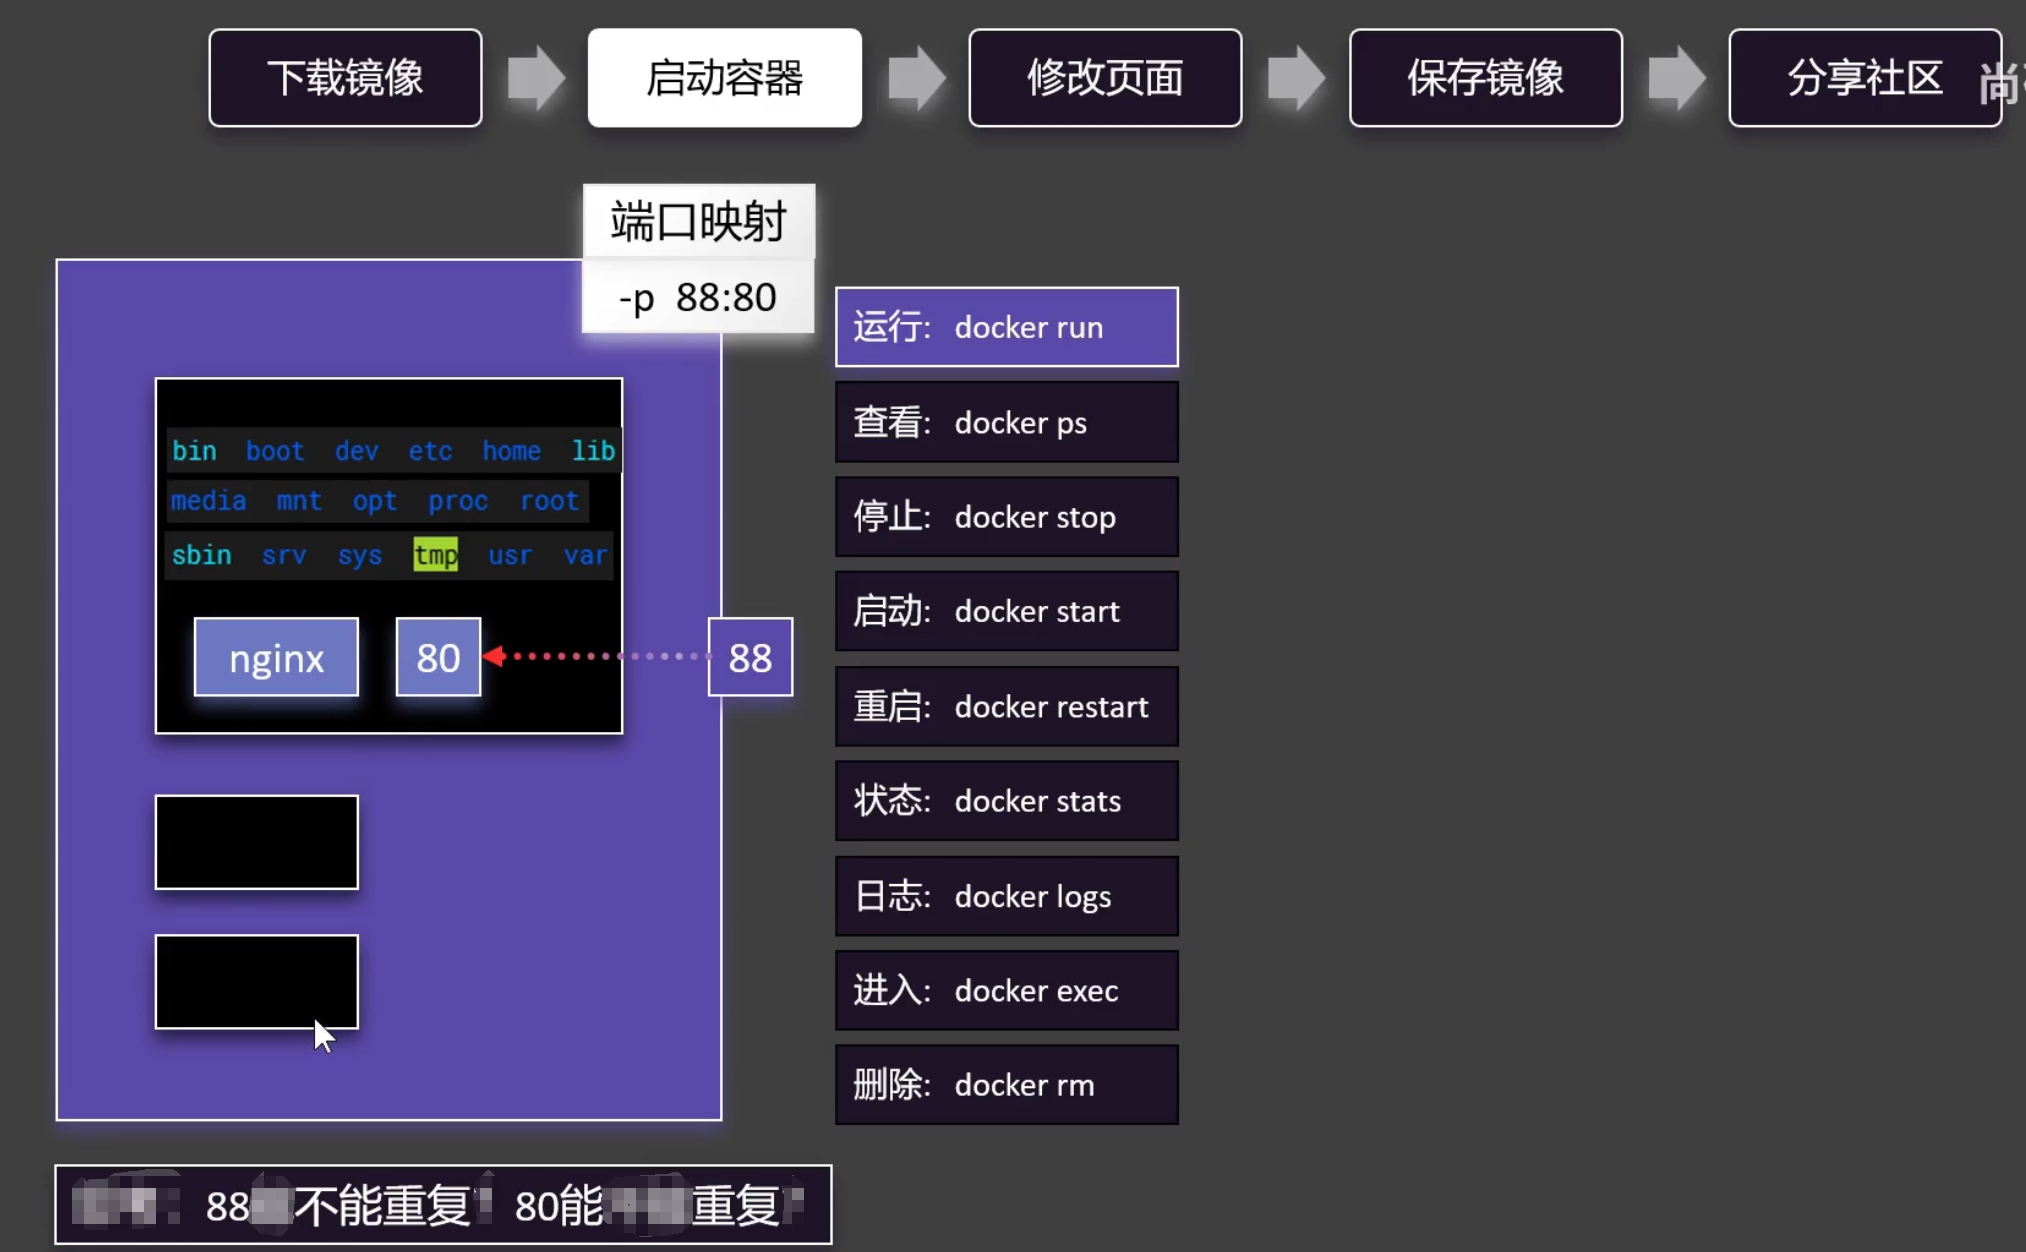 下载镜像 启动容器 修改页面 保存镜像 分享社区 尚
端口映射
-p 88:80
bin boot dev etc home lib
media mnt opt proc root
sbin srv sys tmp usr var
nginx 80 88
运行: docker run
查看: docker ps
停止: docker stop
启动: docker start
重启: docker restart
状态: docker stats
日志: docker logs
进入: docker exec
删除: docker rm
88 不能重复 80能 重复